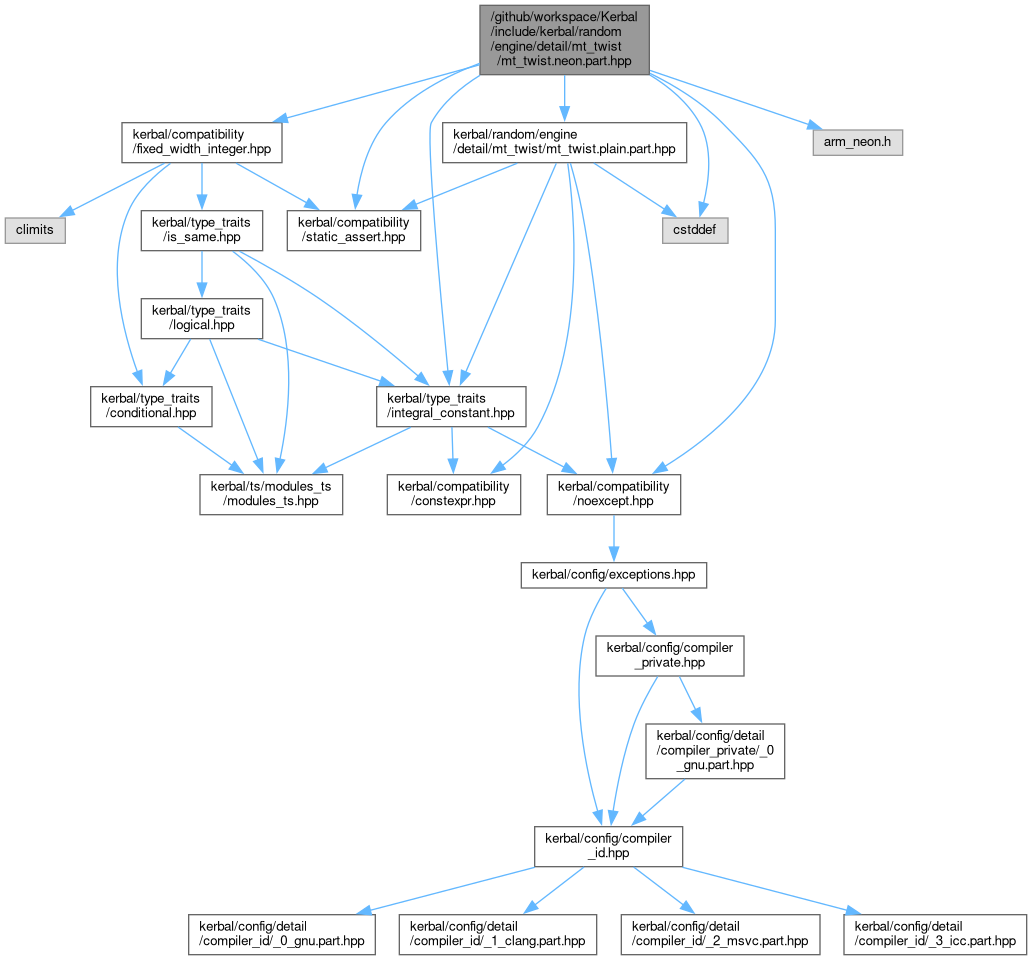 /github/workspace/Kerbal
/include/kerbal/random
/engine/detail/mt_twist
/mt_twist.neon.part.hpp
kerbal/compatibility
/fixed_width_integer.hpp
kerbal/random/engine
/detail/mt_twist/mt_twist.plain.part.hpp
arm_neon.h
climits
kerbal/type_traits
/is_same.hpp
kerbal/compatibility
/static_assert.hpp
cstddef
kerbal/type_traits
/logical.hpp
kerbal/type_traits
/conditional.hpp
kerbal/type_traits
/integral_constant.hpp
kerbal/ts/modules_ts
/modules_ts.hpp
kerbal/compatibility
/constexpr.hpp
kerbal/compatibility
/noexcept.hpp
kerbal/config/exceptions.hpp
kerbal/config/compiler
_private.hpp
kerbal/config/detail
/compiler_private/_0
_gnu.part.hpp
kerbal/config/compiler
_id.hpp
kerbal/config/detail
/compiler_id/_0_gnu.part.hpp
kerbal/config/detail
/compiler_id/_1_clang.part.hpp
kerbal/config/detail
/compiler_id/_2_msvc.part.hpp
kerbal/config/detail
/compiler_id/_3_icc.part.hpp